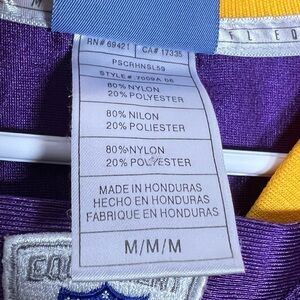 RN# 69421 CA# 17335
PSCRHNSL59
STYLE# 7009A 06
80% NYLON
20% POLYESTER
80% NILON
20% POLIESTER
80% NYLON
20% POLYESTER
MADE IN HONDURAS
HECHO EN HONDURAS
FABRIQUE EN HONDURAS
M/M/M